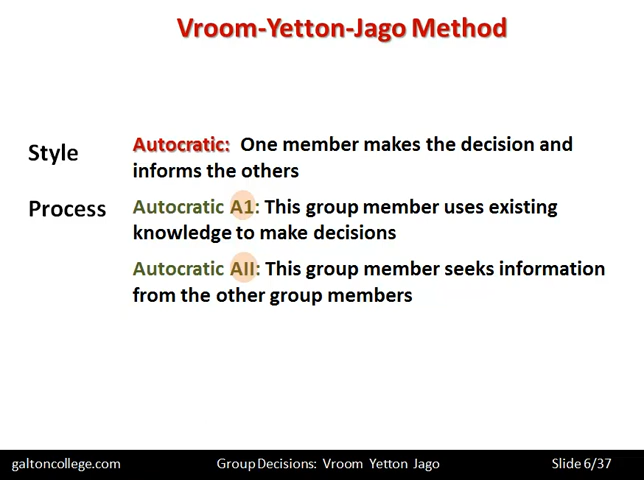 Vroom-Yetton-Jago Method
Style
Autocratic: One member makes the decision and
informs the others
Process
Autocratic A1: This group member uses existing
knowledge to make decisions
Autocratic AII: This group member seeks information
from the other group members
galtoncollege.com
Group Decisions: Vroom Yetton Jago
Slide 6/37